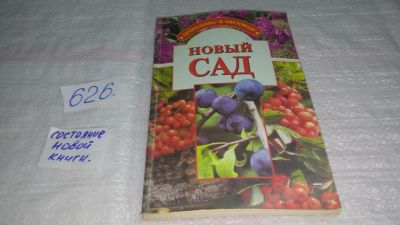 626.
состояние
новой
книги.
НОВЫЙ
САД